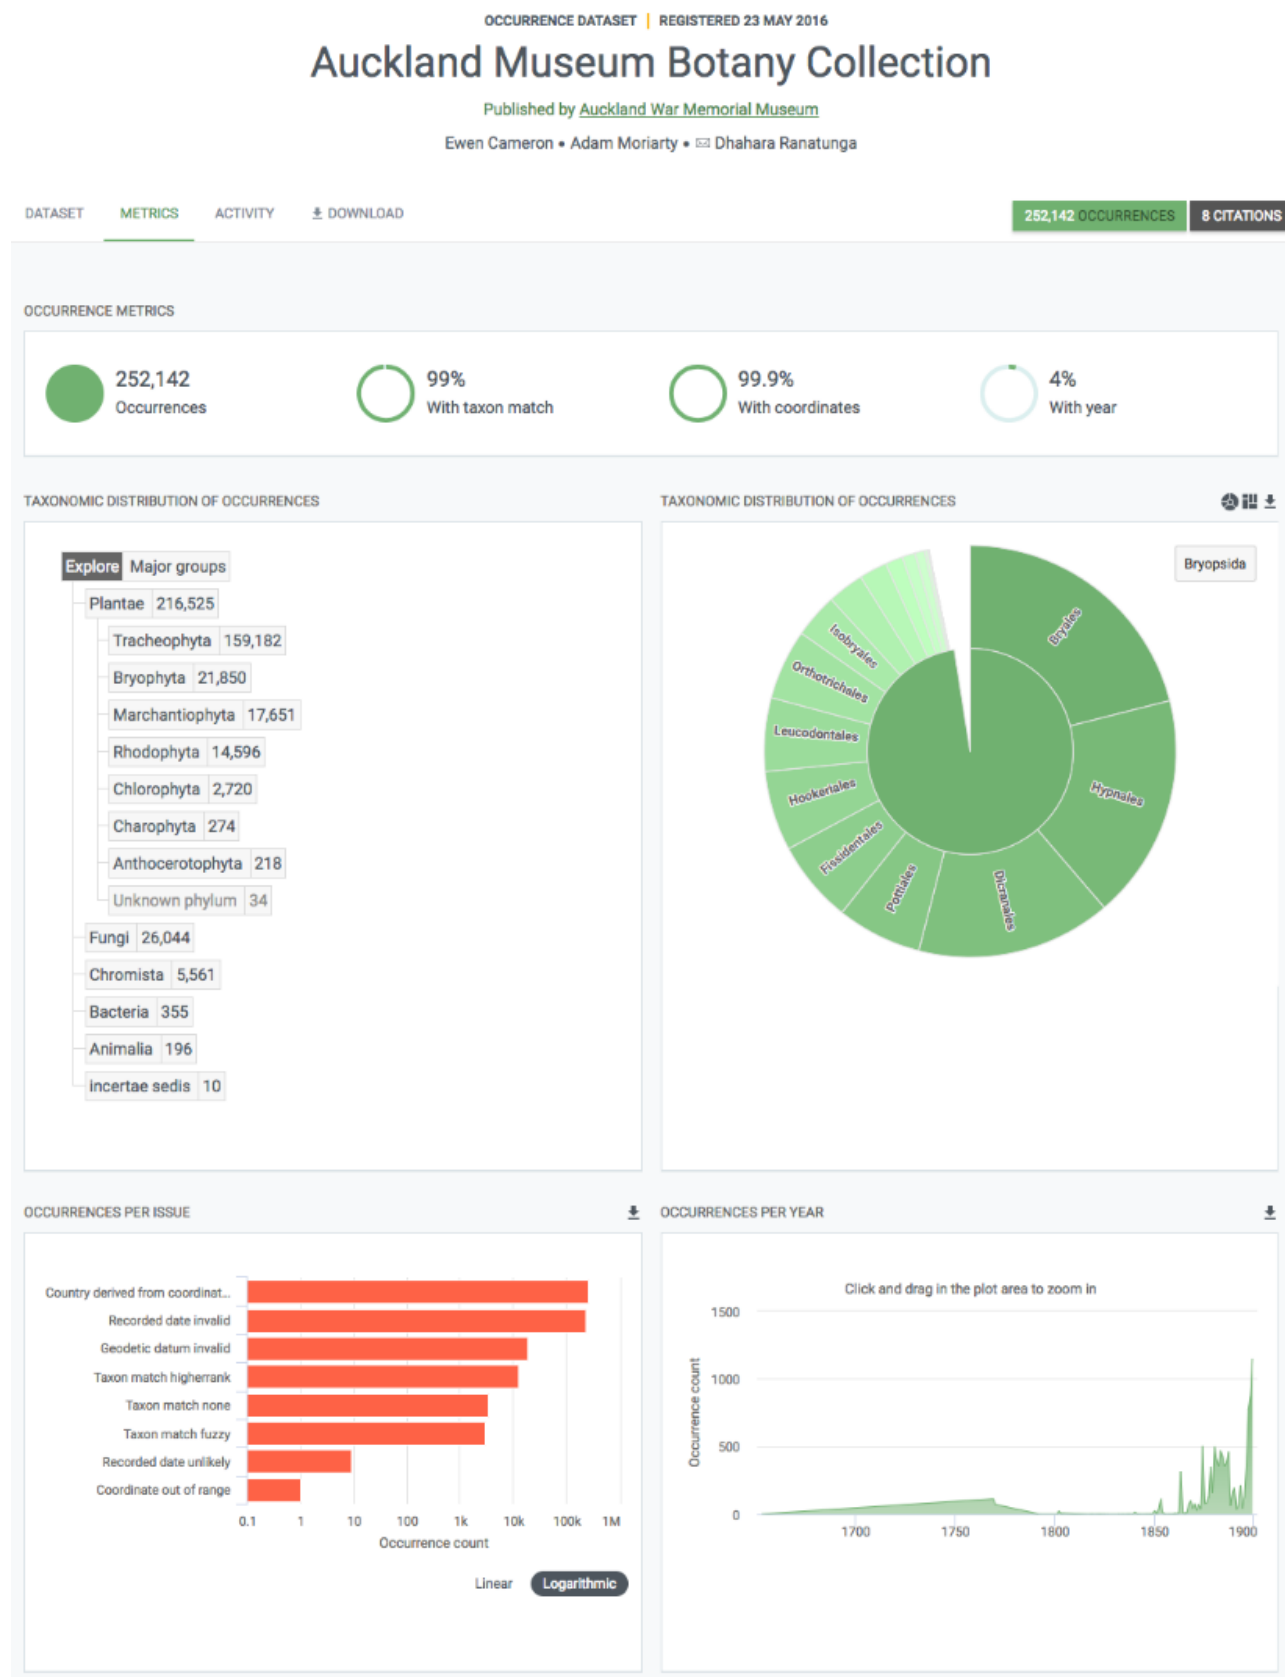 OCCURRENCE DATASET | REGISTERED 23 MAY 2016
Auckland Museum Botany Collection
Published by Auckland War Memorial Museum
Ewen Cameron • Adam Moriarty • Dhahara Ranatunga
DATASET METRICS ACTIVITY DOWNLOAD 252,142 OCCURRENCES 8 CITATIONS
OCCURRENCE METRICS
252,142 Occurrences
99% With taxon match
99.9% With coordinates
4% With year
TAXONOMIC DISTRIBUTION OF OCCURRENCES
Explore Major groups
Plantae 216,525
Tracheophyta 159,182
Bryophyta 21,850
Marchantiophyta 17,651
Rhodophyta 14,596
Chlorophyta 2,720
Charophyta 274
Anthocerotophyta 218
Unknown phylum 34
Fungi 26,044
Chromista 5,561
Bacteria 355
Animalia 196
incertae sedis 10
TAXONOMIC DISTRIBUTION OF OCCURRENCES
Bryopsida
Bryales
Hypnales
Dicranales
Pottiales
Fissidentales
Hookeriales
Leucodontales
Orthotrichales
Isobryales
OCCURRENCES PER ISSUE
Country derived from coordinat...
Recorded date invalid
Geodetic datum invalid
Taxon match higherrank
Taxon match none
Taxon match fuzzy
Recorded date unlikely
Coordinate out of range
0.1 1 10 100 1k 10k 100k 1M
Occurrence count
Linear Logarithmic
OCCURRENCES PER YEAR
Click and drag in the plot area to zoom in
Occurrence count
1500
1000
500
0
1700 1750 1800 1850 1900